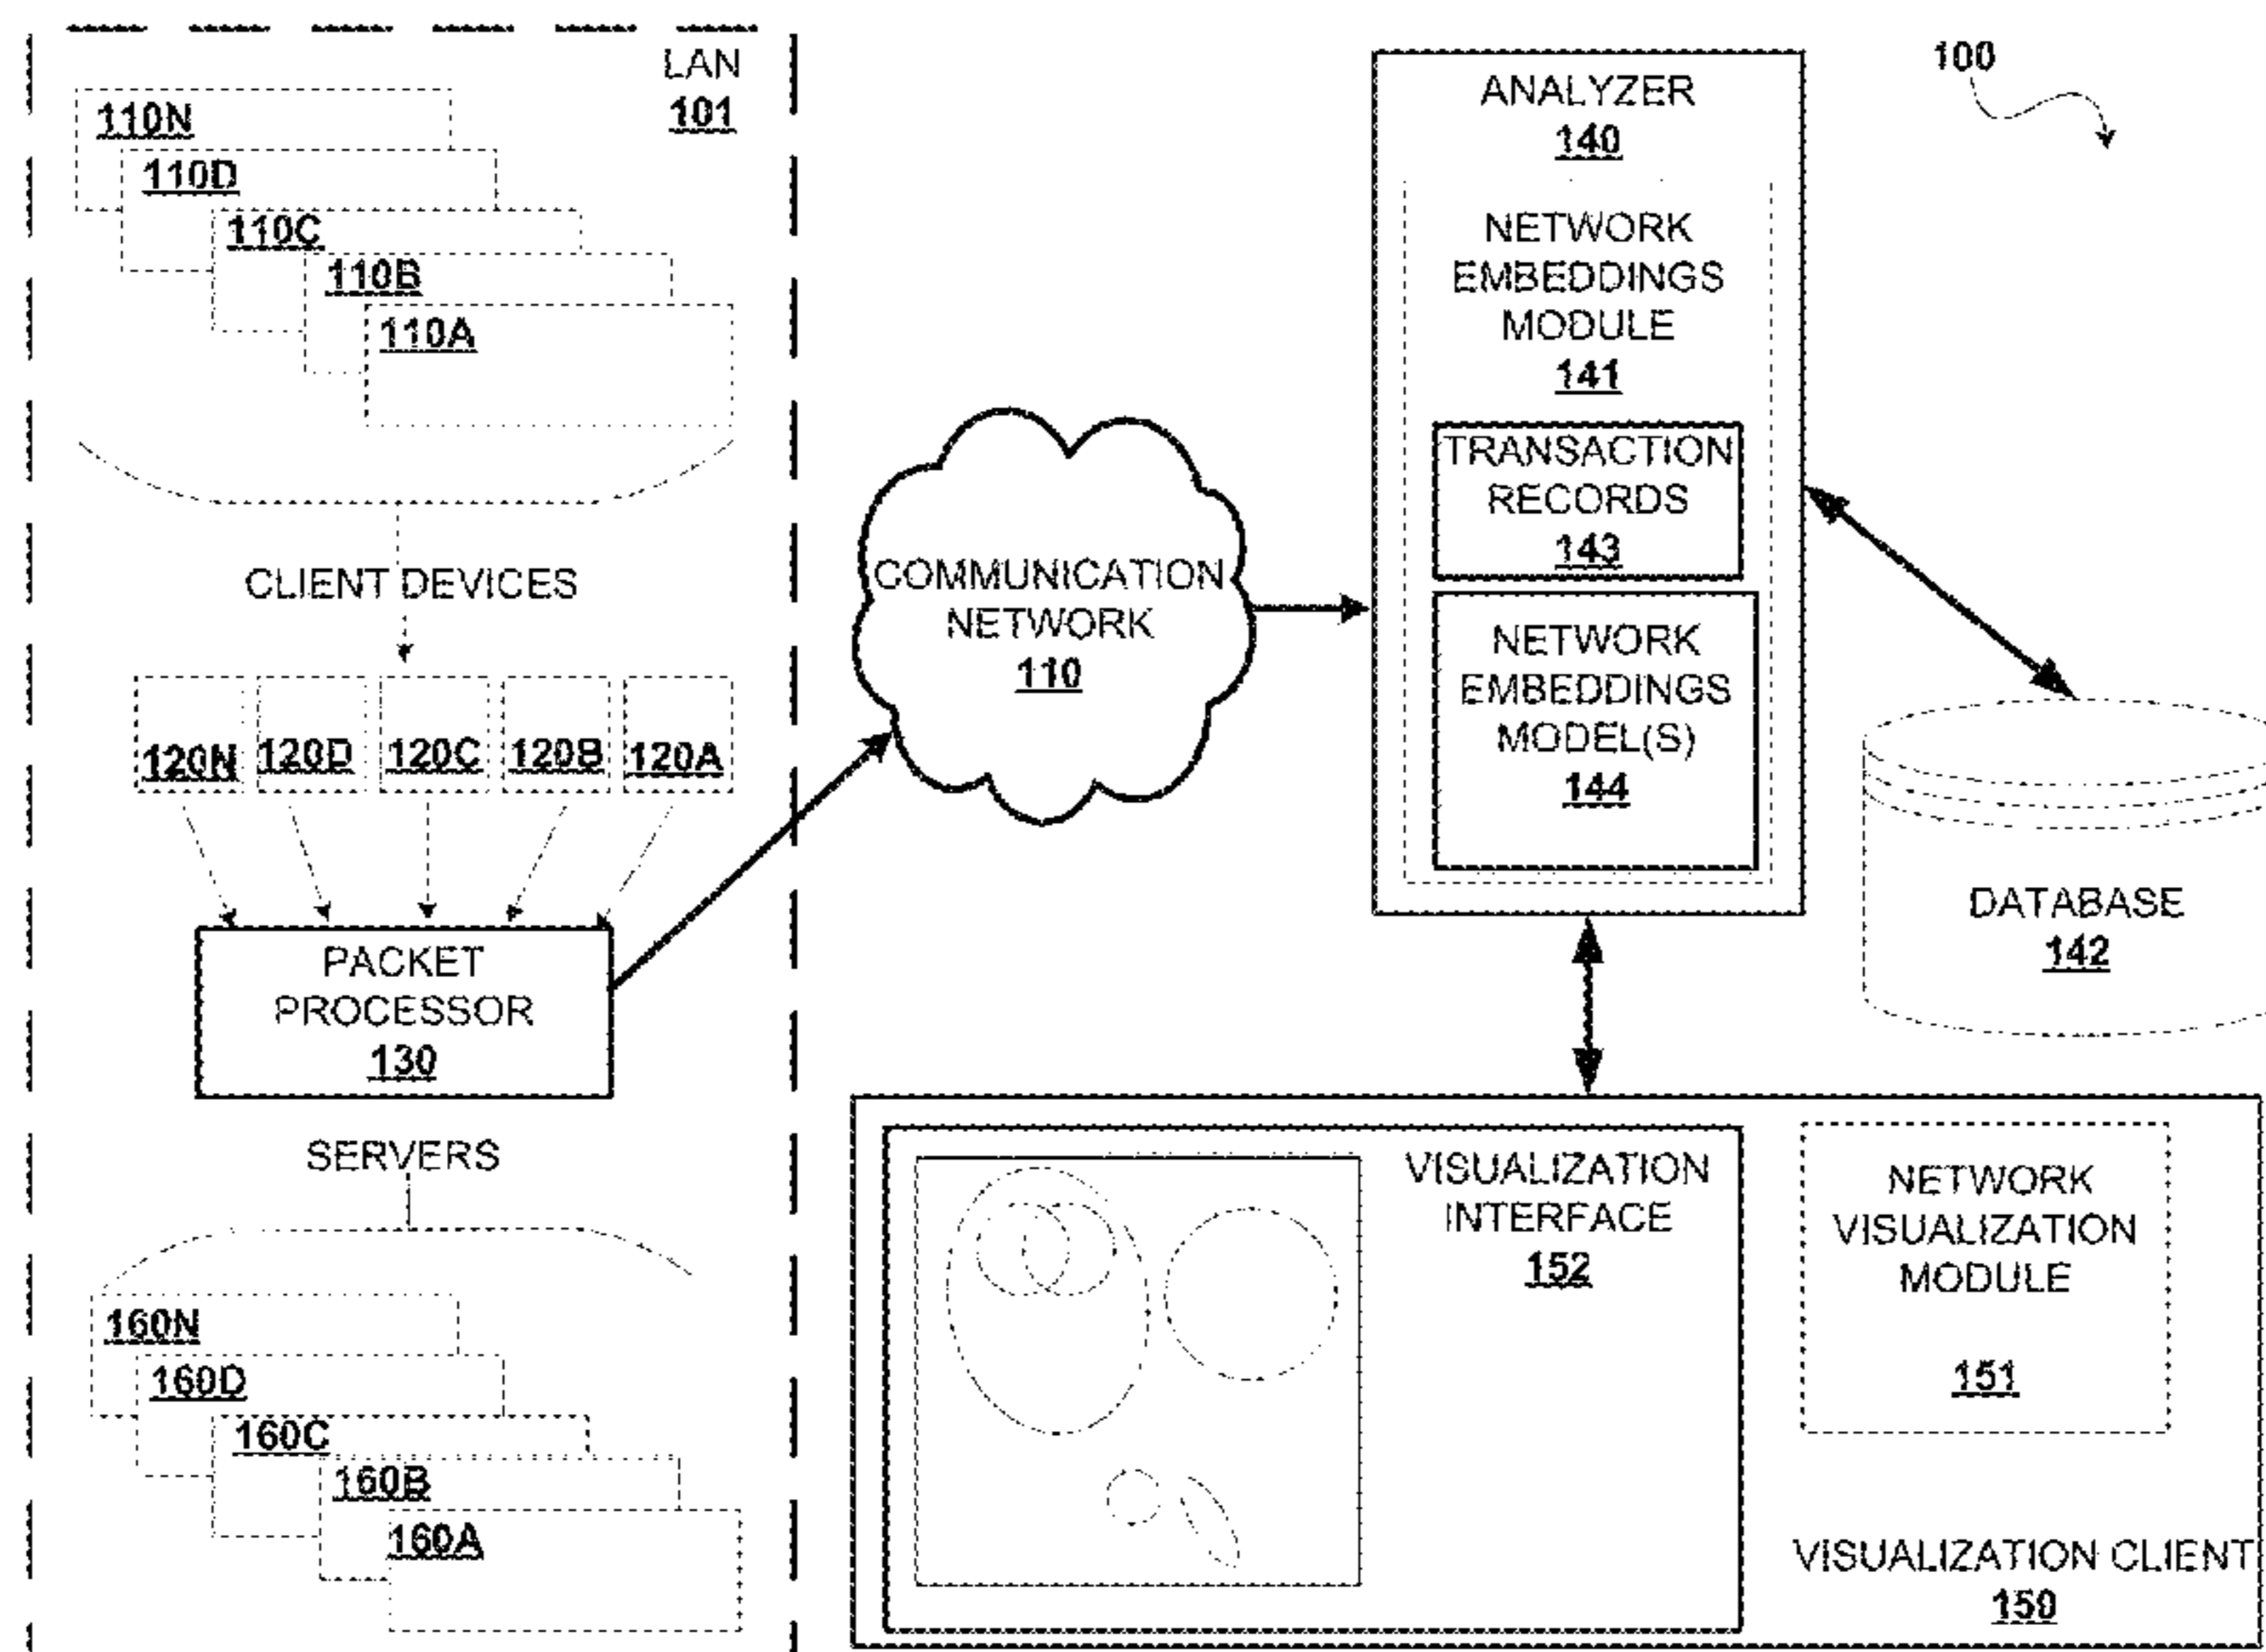 LAN
101
110N
110D
110C
110B
110A
CLIENT DEVICES
120N 120D 120C 120B 120A
PACKET
PROCESSOR
130
SERVERS
160N
160D
160C
160B
160A
COMMUNICATION
NETWORK
110
ANALYZER
140
NETWORK
EMBEDDINGS
MODULE
141
TRANSACTION
RECORDS
143
NETWORK
EMBEDDINGS
MODEL(S)
144
100
DATABASE
142
VISUALIZATION
INTERFACE
152
NETWORK
VISUALIZATION
MODULE
151
VISUALIZATION CLIENT
150